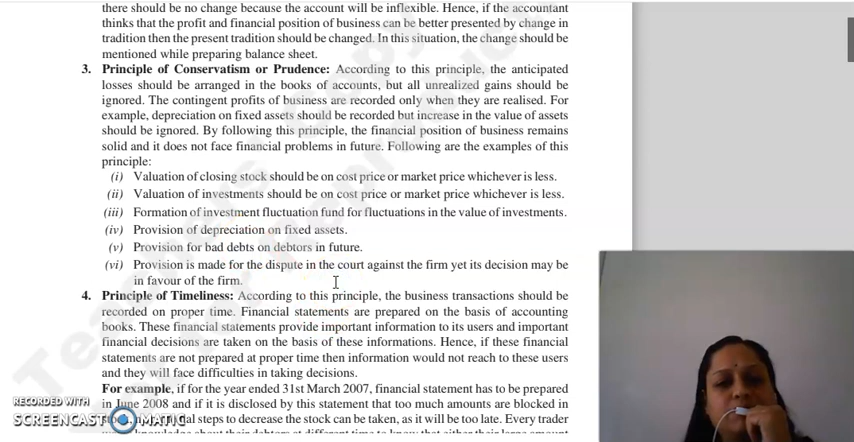 there should be no change because the account will be inflexible. Hence, if the accountant
thinks that the profit and financial position of business can be better presented by change in
tradition then the present tradition should be changed. In this situation, the change should be
mentioned while preparing balance sheet.
3. Principle of Conservatism or Prudence: According to this principle, the anticipated
losses should be arranged in the books of accounts, but all unrealized gains should be
ignored. The contingent profits of business are recorded only when they are realised. For
example, depreciation on fixed assets should be recorded but increase in the value of assets
should be ignored. By following this principle, the financial position of business remains
solid and it does not face financial problems in future. Following are the examples of this
principle:
(i) Valuation of closing stock should be on cost price or market price whichever is less.
(ii) Valuation of investments should be on cost price or market price whichever is less.
(iii) Formation of investment fluctuation fund for fluctuations in the value of investments.
(iv) Provision of depreciation on fixed assets.
(v) Provision for bad debts on debtors in future.
(vi) Provision is made for the dispute in the court against the firm yet its decision may be
in favour of the firm.
4. Principle of Timeliness: According to this principle, the business transactions should be
recorded on proper time. Financial statements are prepared on the basis of accounting
books. These financial statements provide important information to its users and important
financial decisions are taken on the basis of these informations. Hence, if these financial
statements are not prepared at proper time then information would not reach to these users
and they will face difficulties in taking decisions.
For example, if for the year ended 31st March 2007, financial statement has to be prepared
in June 2008 and if it is disclosed by this statement that too much amounts are blocked in
steps to decrease the stock can be taken, as it will be too late. Every trader
RECORDED WITH
SCREENCAST-O-MATIC